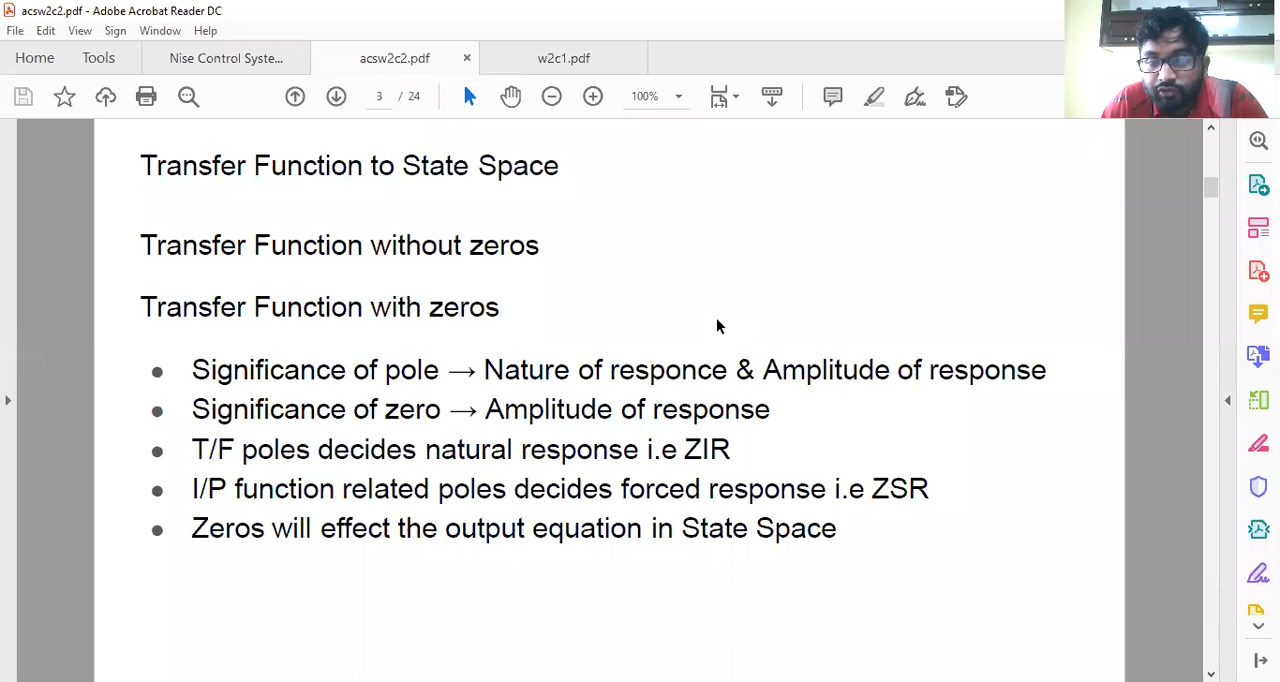 acsw2c2.pdf - Adobe Acrobat Reader DC
File Edit View Sign Window Help
Home Tools Nise Control Syste... acsw2c2.pdf × w2c1.pdf
3 / 24 100%
Transfer Function to State Space
Transfer Function without zeros
Transfer Function with zeros
● Significance of pole → Nature of responce & Amplitude of response
● Significance of zero → Amplitude of response
● T/F poles decides natural response i.e ZIR
● I/P function related poles decides forced response i.e ZSR
● Zeros will effect the output equation in State Space